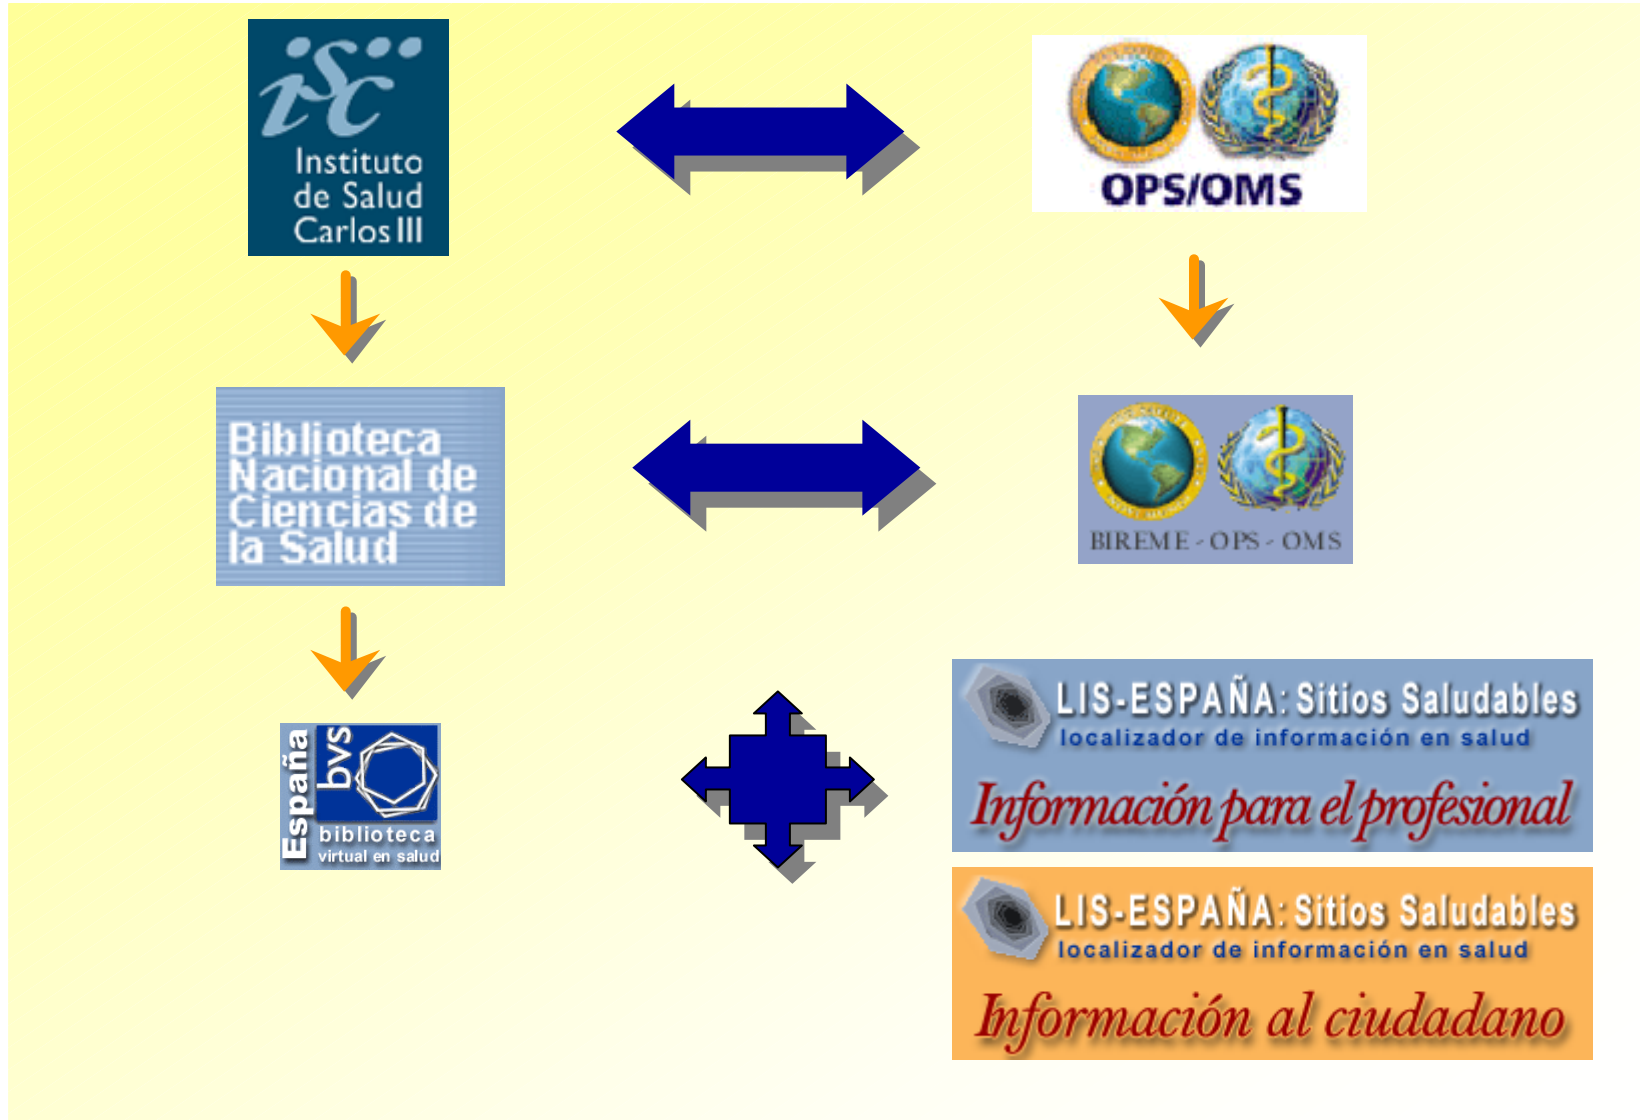 isciii
Instituto
de Salud
Carlos III
OPS/OMS
Biblioteca
Nacional de
Ciencias de
la Salud
BIREME - OPS - OMS
España
bvs
biblioteca
virtual en salud
LIS-ESPAÑA: Sitios Saludables
localizador de información en salud
Información para el profesional
LIS-ESPAÑA: Sitios Saludables
localizador de información en salud
Información al ciudadano